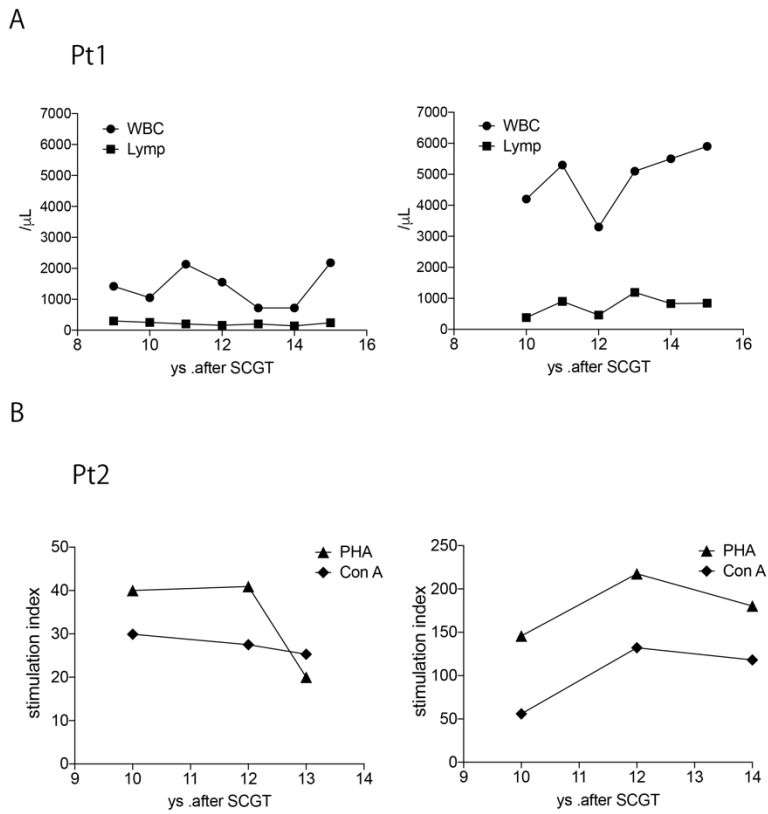 A
Pt1
7000
6000
5000
4000
3000
2000
1000
0
/μL
WBC
Lymp
8 10 12 14 16
ys .after SCGT
7000
6000
5000
4000
3000
2000
1000
0
WBC
Lymp
8 10 12 14 16
ys .after SCGT
B
Pt2
50
40
30
20
10
0
stimulation index
PHA
Con A
9 10 11 12 13 14
ys .after SCGT
250
200
150
100
50
0
stimulation index
PHA
Con A
9 10 11 12 13 14
ys .after SCGT